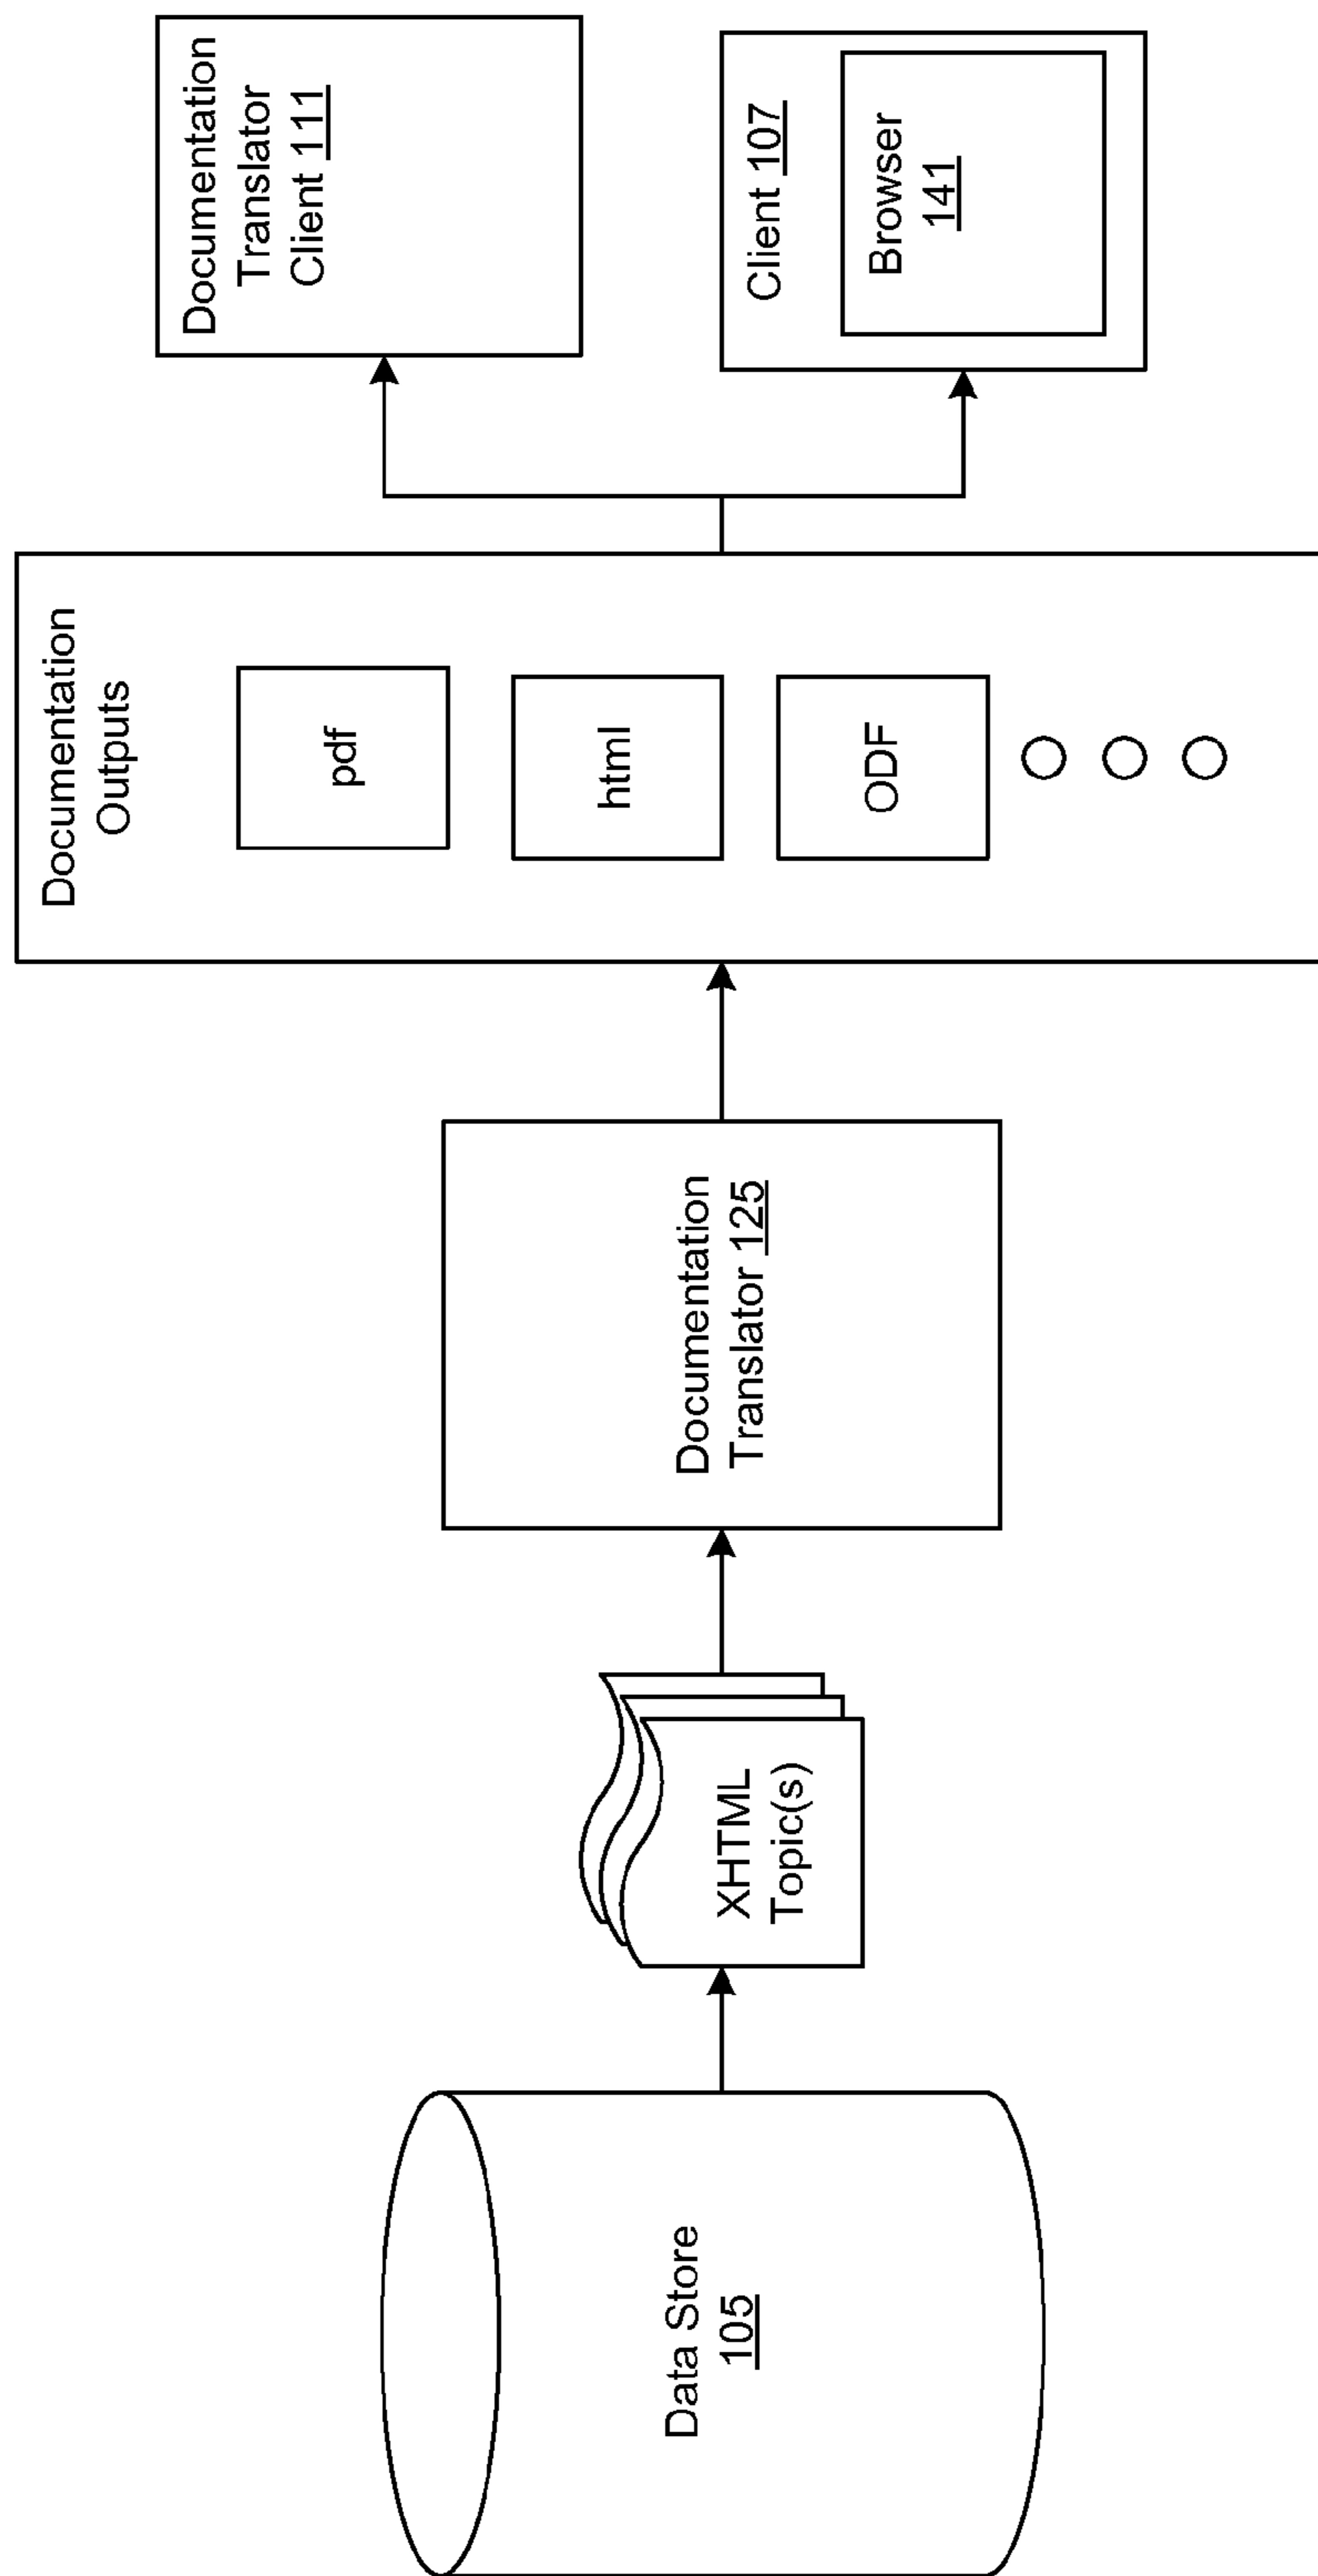 Data Store
105
XHTML
Topic(s)
Documentation
Translator 125
Documentation
Outputs
pdf
html
ODF
Documentation
Translator
Client 111
Client 107
Browser
141